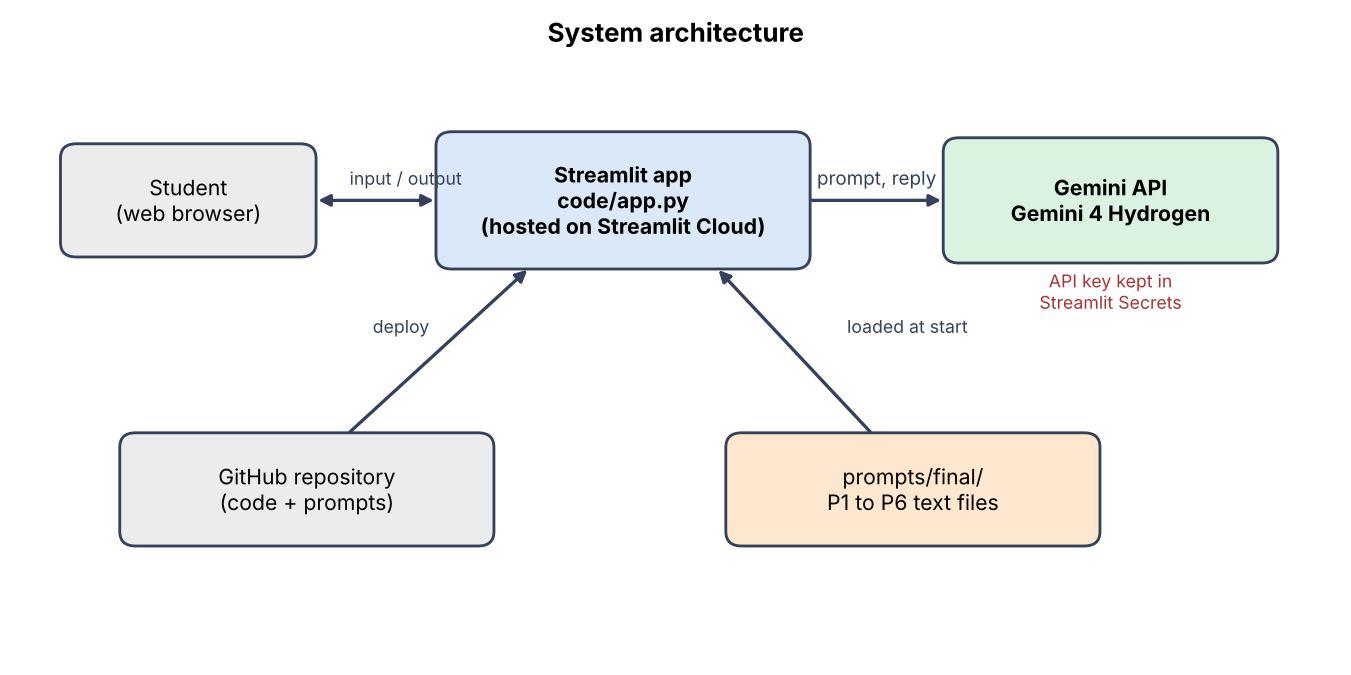 System architecture
Student
(web browser)
input / output
Streamlit app
code/app.py
(hosted on Streamlit Cloud)
prompt, reply
Gemini API
Gemini 4 Hydrogen
API key kept in
Streamlit Secrets
deploy
loaded at start
GitHub repository
(code + prompts)
prompts/final/
P1 to P6 text files